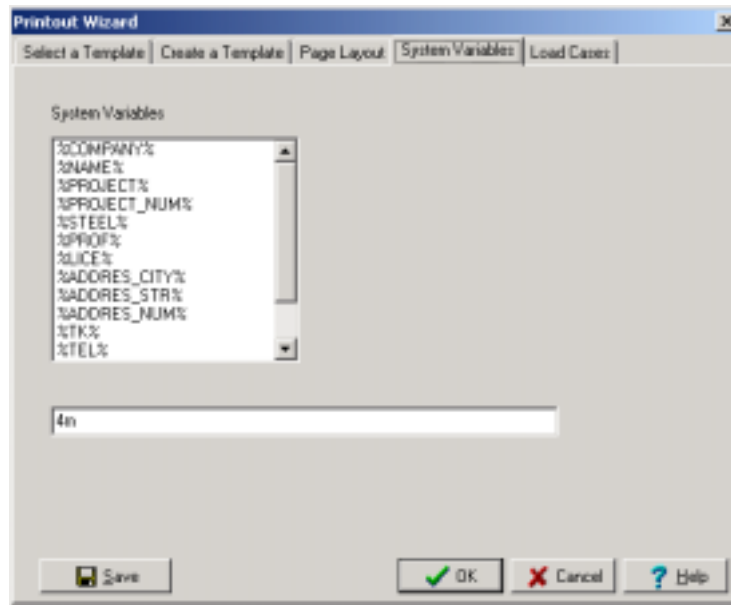 Printout Wizard
Select a Template Create a Template Page Layout System Variables Load Cases
System Variables
%COMPANY%
%NAME%
%PROJECT%
%PROJECT_NUM%
%STEEL%
%PROF%
%LICE%
%ADDRES_CITY%
%ADDRES_STR%
%ADDRES_NUM%
%TK%
%TEL%
4m
Save OK Cancel Help